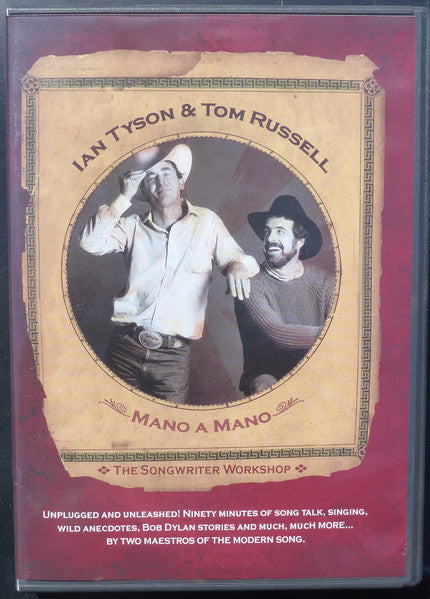 IAN TYSON & TOM RUSSELL
MANO A MANO
THE SONGWRITER WORKSHOP
UNPLUGGED AND UNLEASHED! NINETY MINUTES OF SONG TALK, SINGING,
WILD ANECDOTES, BOB DYLAN STORIES AND MUCH, MUCH MORE...
BY TWO MAESTROS OF THE MODERN SONG.